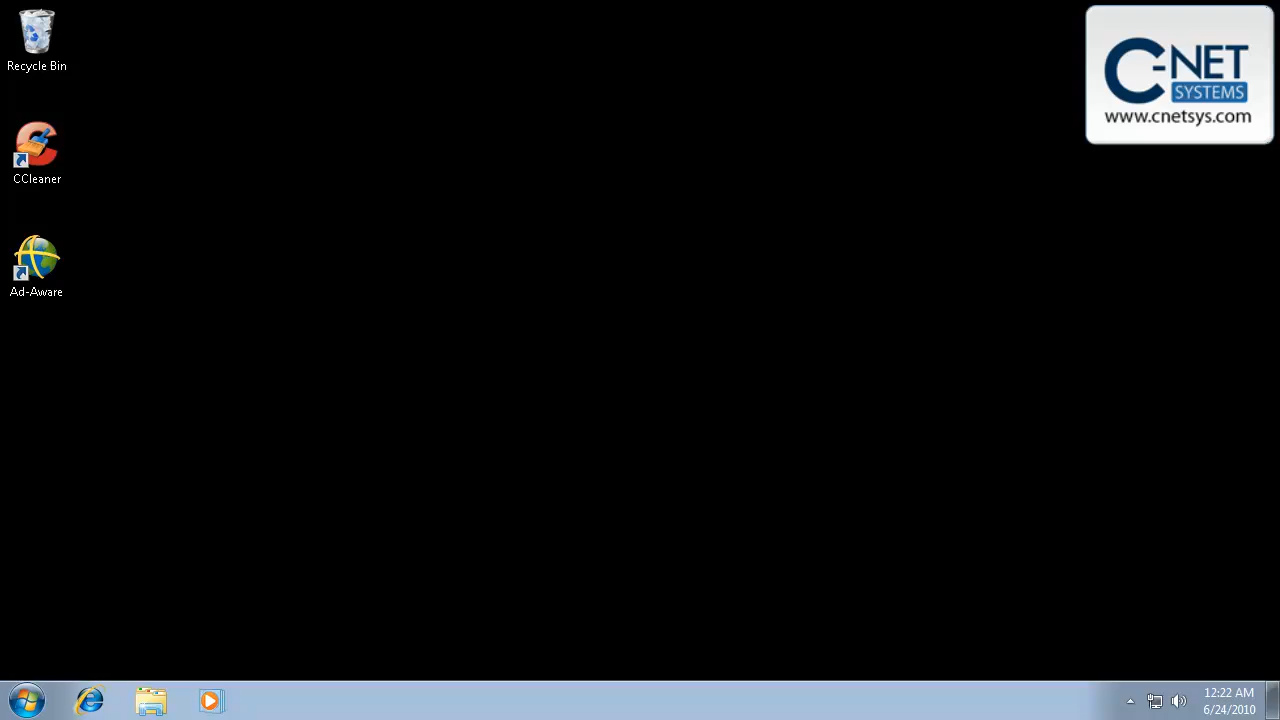 Recycle Bin
CCleaner
Ad-Aware
C-NET
SYSTEMS
www.cnetsys.com
12:22 AM
6/24/2010